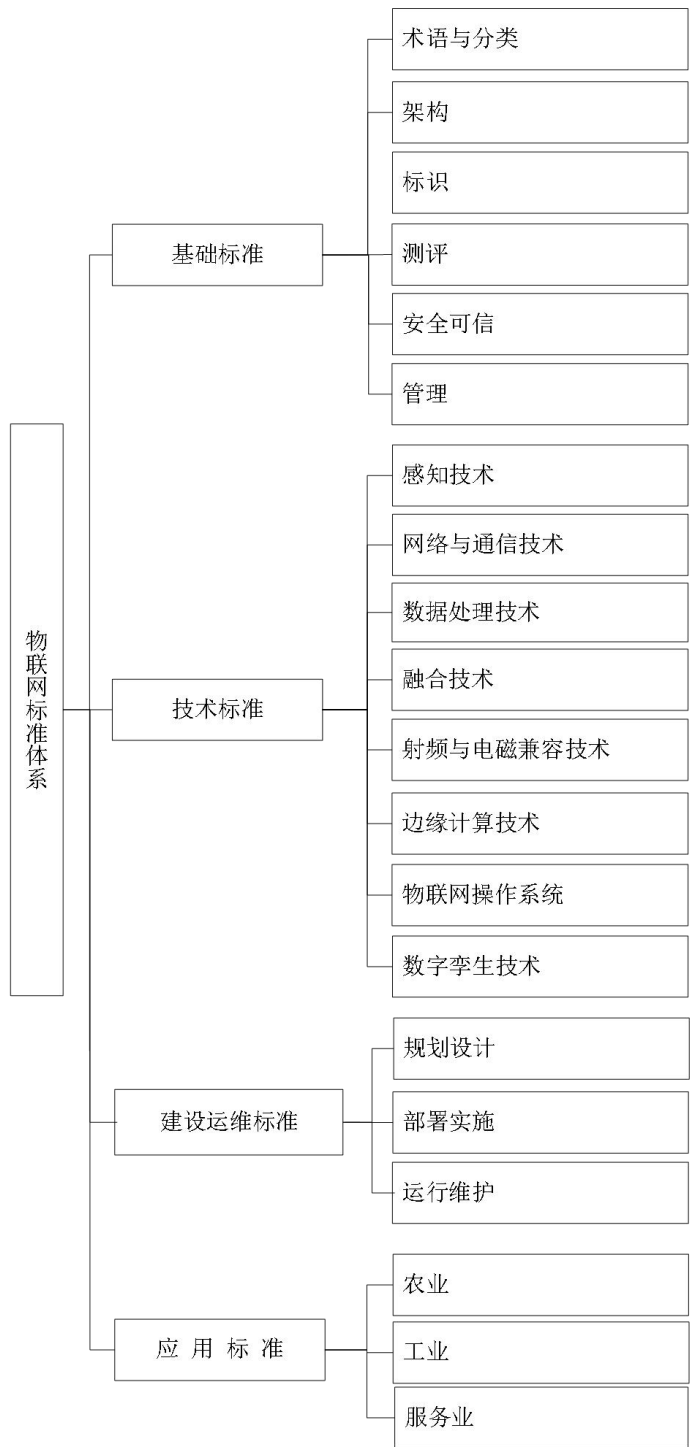 物联网标准体系
基础标准
术语与分类
架构
标识
测评
安全可信
管理
技术标准
感知技术
网络与通信技术
数据处理技术
融合技术
射频与电磁兼容技术
边缘计算技术
物联网操作系统
数字孪生技术
建设运维标准
规划设计
部署实施
运行维护
应用标准
农业
工业
服务业